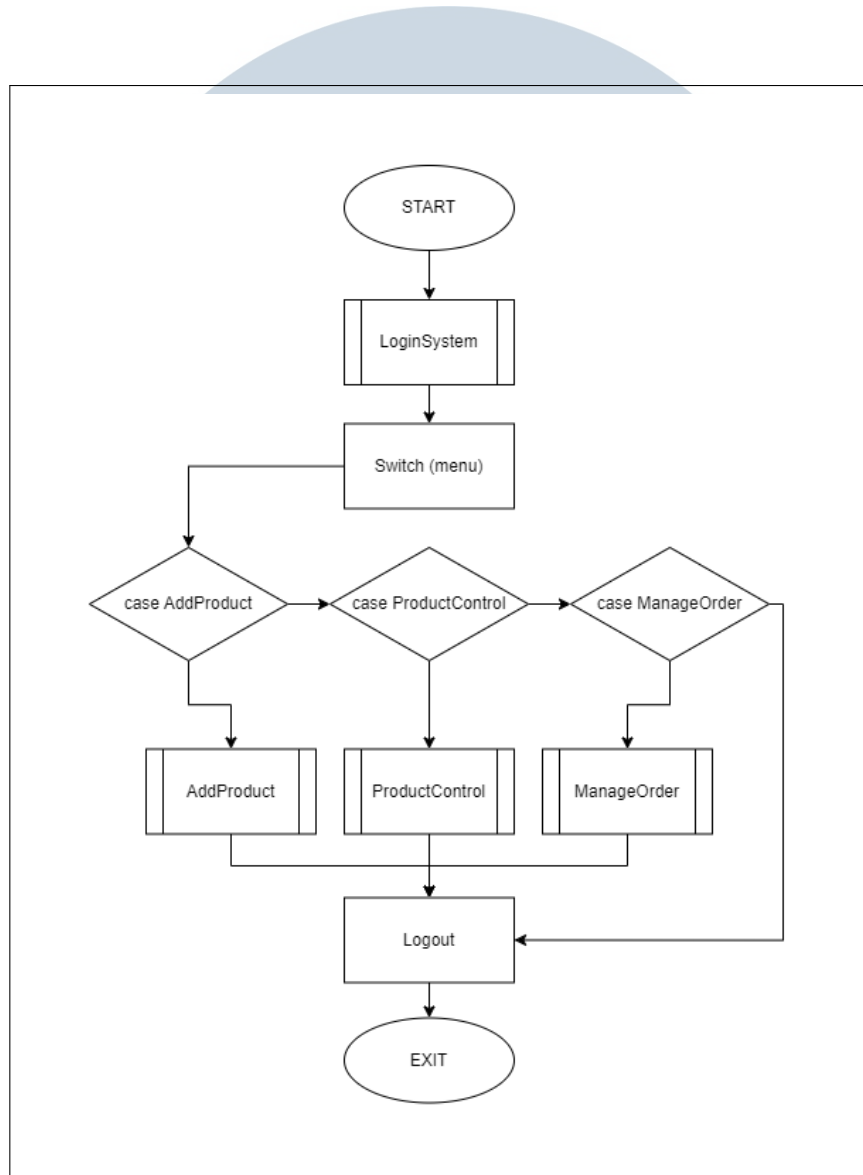 START
LoginSystem
Switch (menu)
case AddProduct
case ProductControl
case ManageOrder
AddProduct
ProductControl
ManageOrder
Logout
EXIT